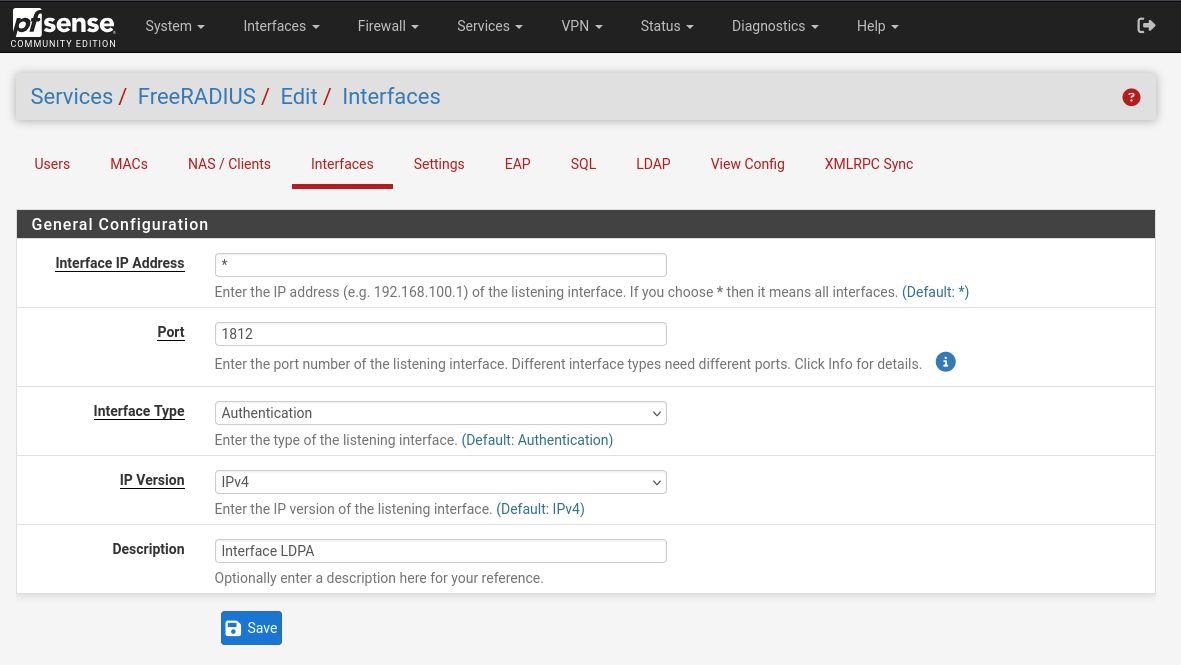 pfsense
COMMUNITY EDITION
System Interfaces Firewall Services VPN Status Diagnostics Help
Services / FreeRADIUS / Edit / Interfaces
Users MACs NAS / Clients Interfaces Settings EAP SQL LDAP View Config XMLRPC Sync
General Configuration
Interface IP Address *
Enter the IP address (e.g. 192.168.100.1) of the listening interface. If you choose * then it means all interfaces. (Default: *)
Port 1812
Enter the port number of the listening interface. Different interface types need different ports. Click Info for details.
Interface Type Authentication
Enter the type of the listening interface. (Default: Authentication)
IP Version IPv4
Enter the IP version of the listening interface. (Default: IPv4)
Description Interface LDPA
Optionally enter a description here for your reference.
Save